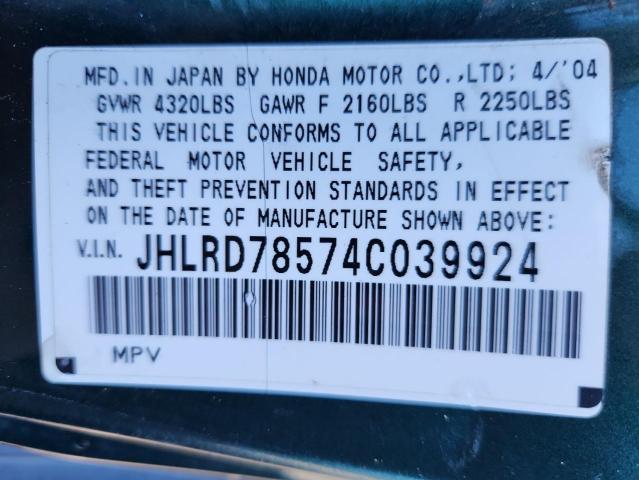 MFD. IN JAPAN BY HONDA MOTOR CO.,LTD; 4/'04
GVWR 4320LBS GAWR F 2160LBS R 2250LBS
THIS VEHICLE CONFORMS TO ALL APPLICABLE
FEDERAL MOTOR VEHICLE SAFETY,
AND THEFT PREVENTION STANDARDS IN EFFECT
ON THE DATE OF MANUFACTURE SHOWN ABOVE:
V.I.N. JHLRD78574C039924
MPV